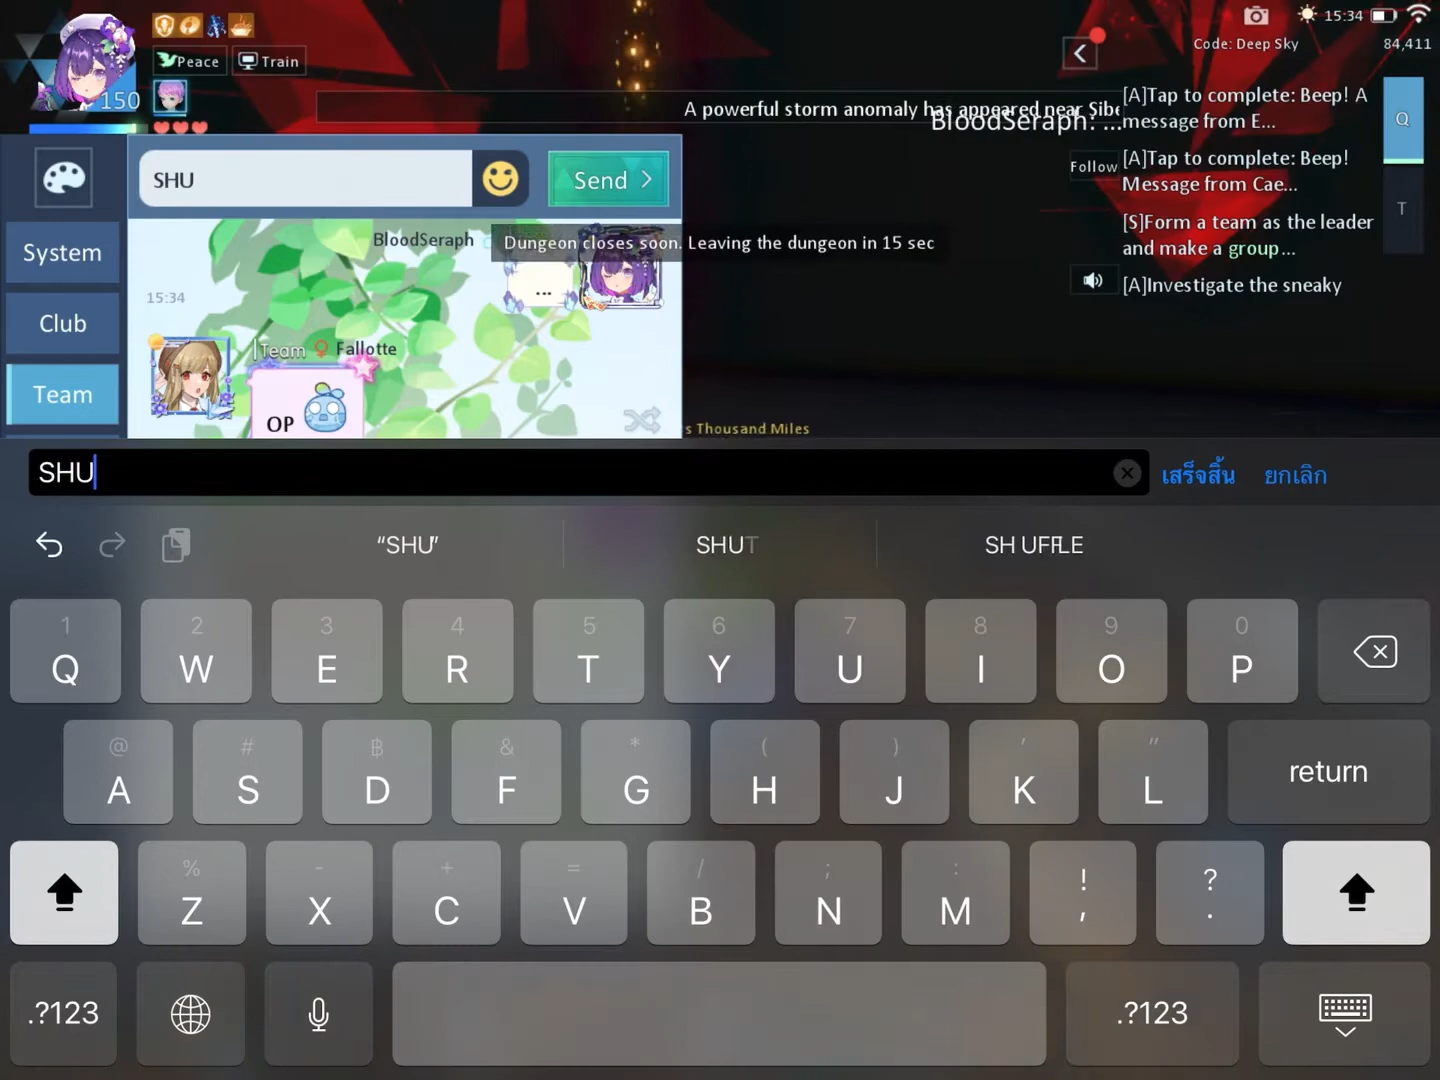 15:34
Code: Deep Sky
84,411
Peace
Train
150
A powerful storm anomaly has appeared near Sibe
BloodSeraph: ...
[A]Tap to complete: Beep! A
message from E...
Follow
[A]Tap to complete: Beep!
Message from Cae...
[S]Form a team as the leader
and make a group...
[A]Investigate the sneaky
Q
T
SHU
Send
System
Club
Team
BloodSeraph
Dungeon closes soon. Leaving the dungeon in 15 sec
...
15:34
Team
Fallotte
OP
s Thousand Miles
SHU
เสร็จสิ้น
ยกเลิก
“SHU”
SHUT
SHUFFLE
1 2 3 4 5 6 7 8 9 0
Q W E R T Y U I O P
@ # ฿ & * ( ) ' "
A S D F G H J K L return
% - + = / ; : ! ?
Z X C V B N M , .
.?123
.?123